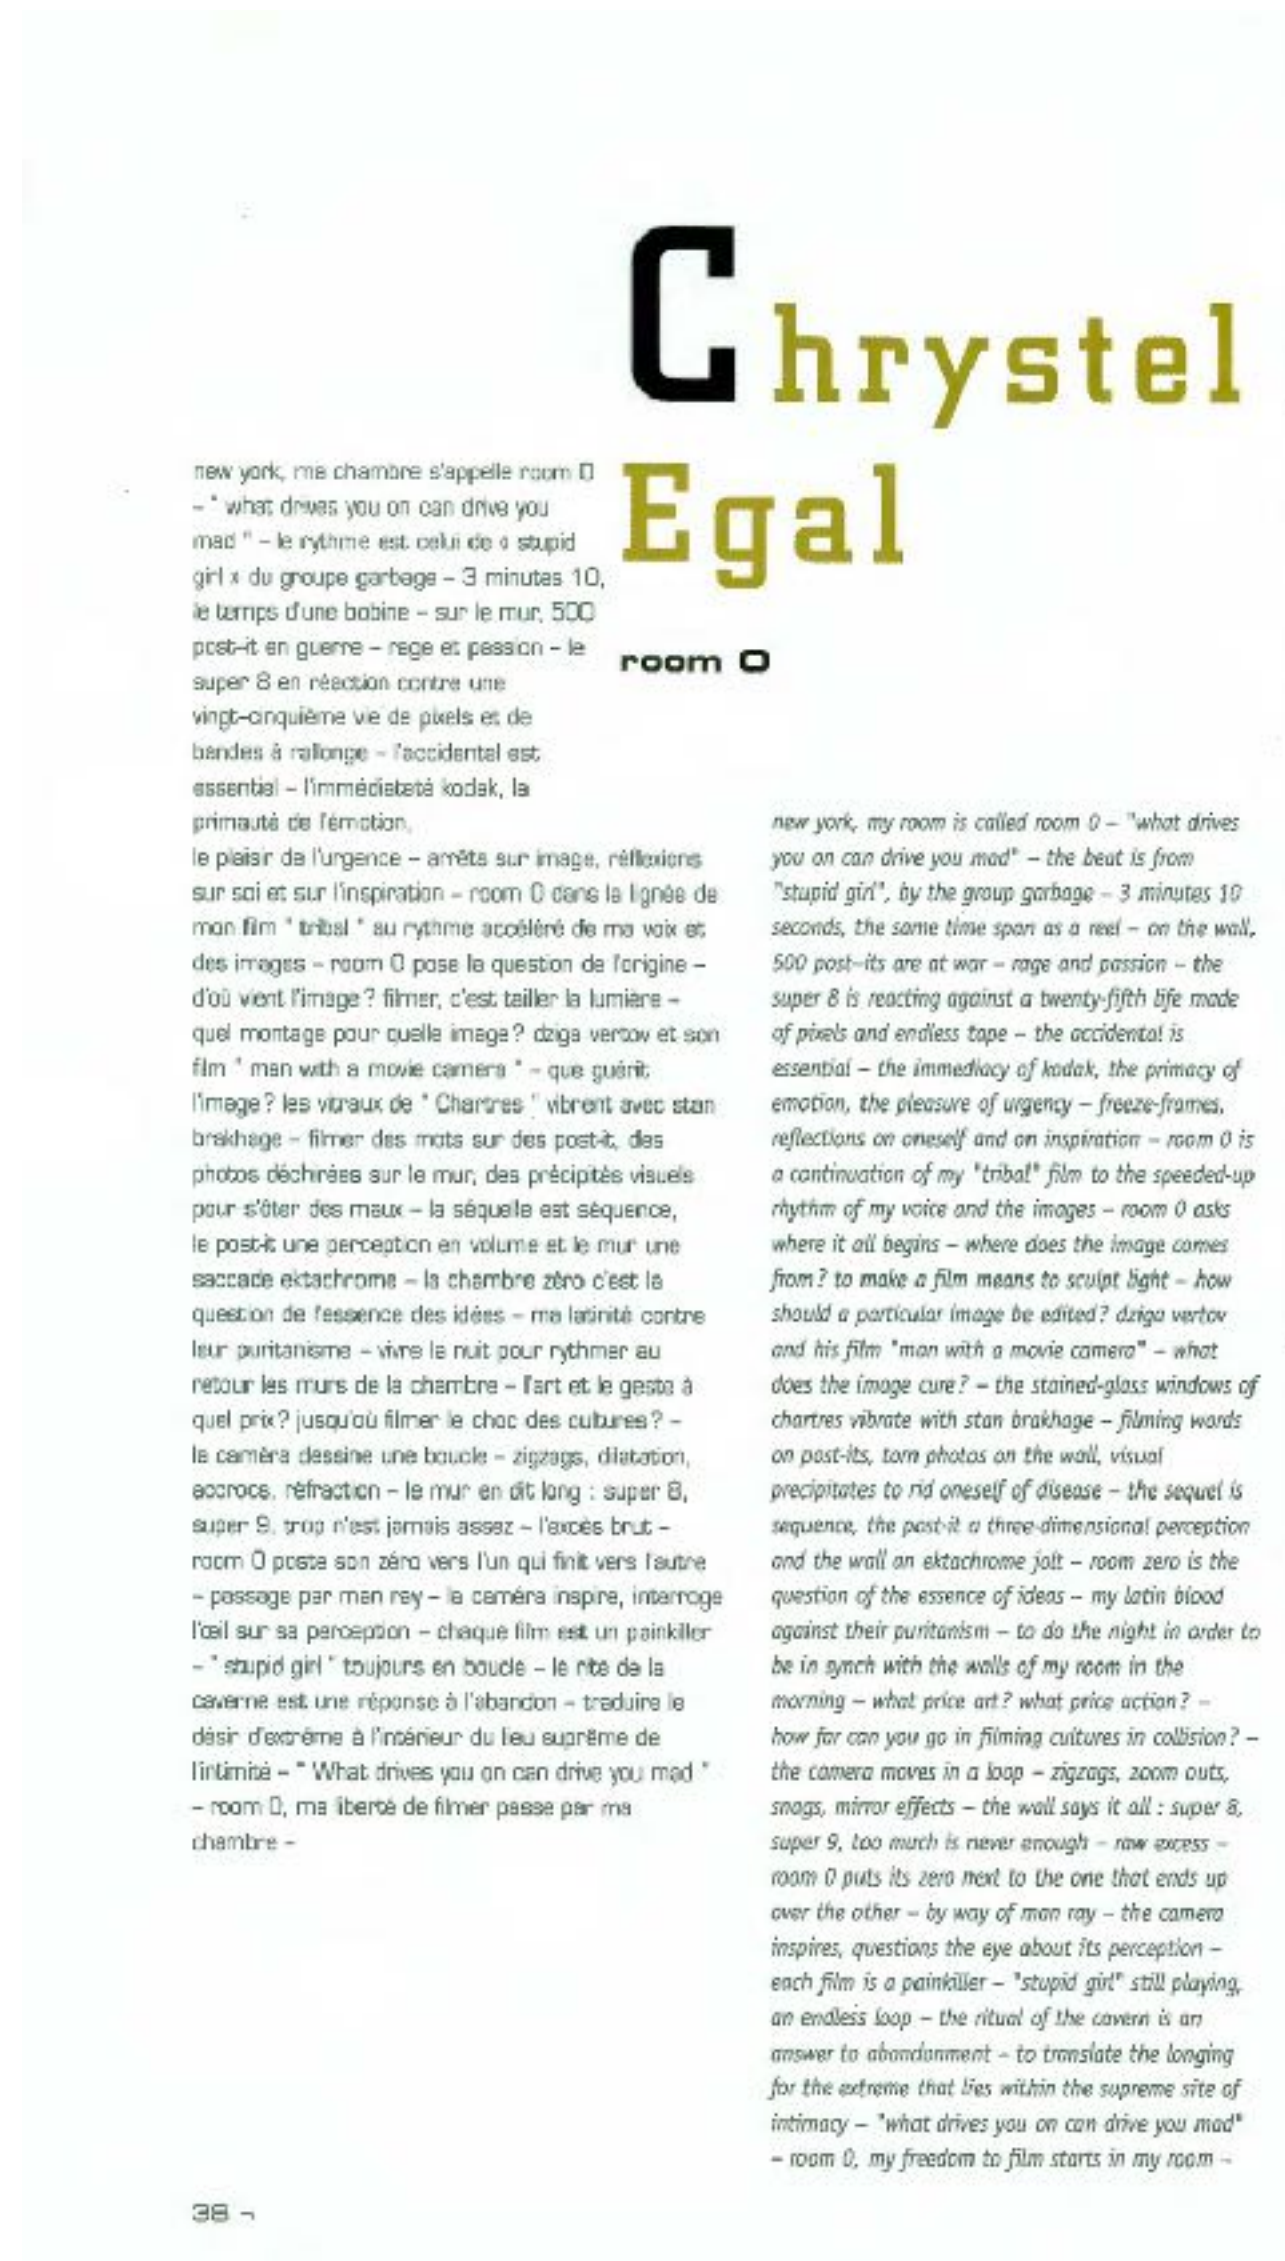 Chrystel
Egal
room 0
new york, ma chambre s'appelle room 0
– " what drives you on can drive you
mad " – le rythme est celui de « stupid
girl » du groupe garbage – 3 minutes 10,
le temps d'une bobine – sur le mur, 500
post-it en guerre – rage et passion – le
super 8 en réaction contre une
vingt-cinquième vie de pixels et de
bandes à rallonge – l'accidental est
essentiel – l'immédiateté kodak, la
primauté de l'émotion,
le plaisir de l'urgence – arrêts sur image, réflexions
sur soi et sur l'inspiration – room 0 dans la lignée de
mon film " tribal " au rythme accéléré de ma voix et
des images – room 0 pose la question de l'origine –
d'où vient l'image ? filmer, c'est tailler la lumière –
quel montage pour quelle image ? dziga vertov et son
film " man with a movie camera " – que guérit
l'image ? les vitraux de " Chartres " vibrent avec stan
brakhage – filmer des mots sur des post-it, des
photos déchirées sur le mur, des précipités visuels
pour s'ôter des maux – la séquelle est séquence,
le post-it une perception en volume et le mur une
saccade ektachrome – la chambre zéro c'est la
question de l'essence des idées – ma latinité contre
leur puritanisme – vivre la nuit pour rythmer au
retour les murs de la chambre – l'art et le geste à
quel prix ? jusqu'où filmer le choc des cultures ? –
la caméra dessine une boucle – zigzags, dilatation,
accrocs, réfraction – le mur en dit long : super 8,
super 9, trop n'est jamais assez – l'excès brut –
room 0 poste son zéro vers l'un qui finit vers l'autre
– passage par man ray – la caméra inspire, interroge
l'œil sur sa perception – chaque film est un painkiller
– " stupid girl " toujours en boucle – le rite de la
caverne est une réponse à l'abandon – traduire le
désir d'extrême à l'intérieur du lieu suprême de
l'intimité – " What drives you on can drive you mad "
– room 0, ma liberté de filmer passe par ma
chambre –
new york, my room is called room 0 – "what drives
you on can drive you mad" – the beat is from
"stupid girl", by the group garbage – 3 minutes 10
seconds, the same time span as a reel – on the wall,
500 post-its are at war – rage and passion – the
super 8 is reacting against a twenty-fifth life made
of pixels and endless tape – the accidental is
essential – the immediacy of kodak, the primacy of
emotion, the pleasure of urgency – freeze-frames,
reflections on oneself and on inspiration – room 0 is
a continuation of my "tribal" film to the speeded-up
rhythm of my voice and the images – room 0 asks
where it all begins – where does the image comes
from ? to make a film means to sculpt light – how
should a particular image be edited ? dziga vertov
and his film "man with a movie camera" – what
does the image cure ? – the stained-glass windows of
chartres vibrate with stan brakhage – filming words
on post-its, torn photos on the wall, visual
precipitates to rid oneself of disease – the sequel is
sequence, the post-it a three-dimensional perception
and the wall an ektachrome jolt – room zero is the
question of the essence of ideas – my latin blood
against their puritanism – to do the night in order to
be in synch with the walls of my room in the
morning – what price art ? what price action ? –
how far can you go in filming cultures in collision ? –
the camera moves in a loop – zigzags, zoom outs,
snags, mirror effects – the wall says it all : super 8,
super 9, too much is never enough – raw excess –
room 0 puts its zero next to the one that ends up
over the other – by way of man ray – the camera
inspires, questions the eye about its perception –
each film is a painkiller – "stupid girl" still playing,
an endless loop – the ritual of the cavern is an
answer to abandonment – to translate the longing
for the extreme that lies within the supreme site of
intimacy – "what drives you on can drive you mad"
– room 0, my freedom to film starts in my room –
38 ¬